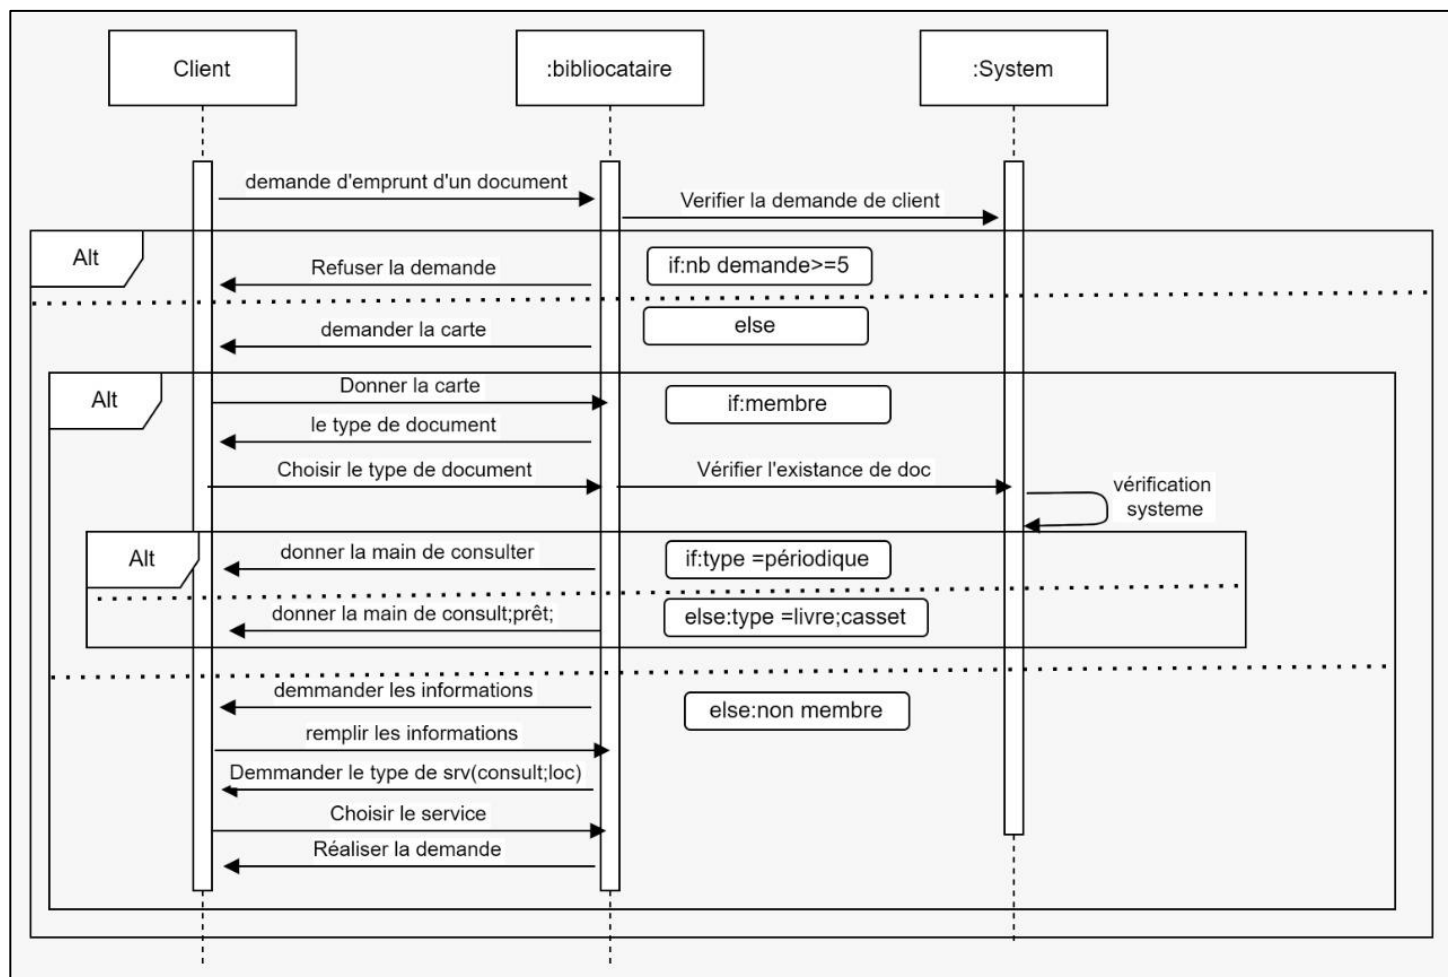 Client
:bibliocataire
:System
demande d'emprunt d'un document
Verifier la demande de client
Alt
Refuser la demande
if:nb demande>=5
demander la carte
else
Alt
Donner la carte
if:membre
le type de document
Choisir le type de document
Vérifier l'existance de doc
vérification
systeme
Alt
donner la main de consulter
if:type =périodique
donner la main de consult;prêt;
else:type =livre;casset
demmander les informations
else:non membre
remplir les informations
Demmander le type de srv(consult;loc)
Choisir le service
Réaliser la demande